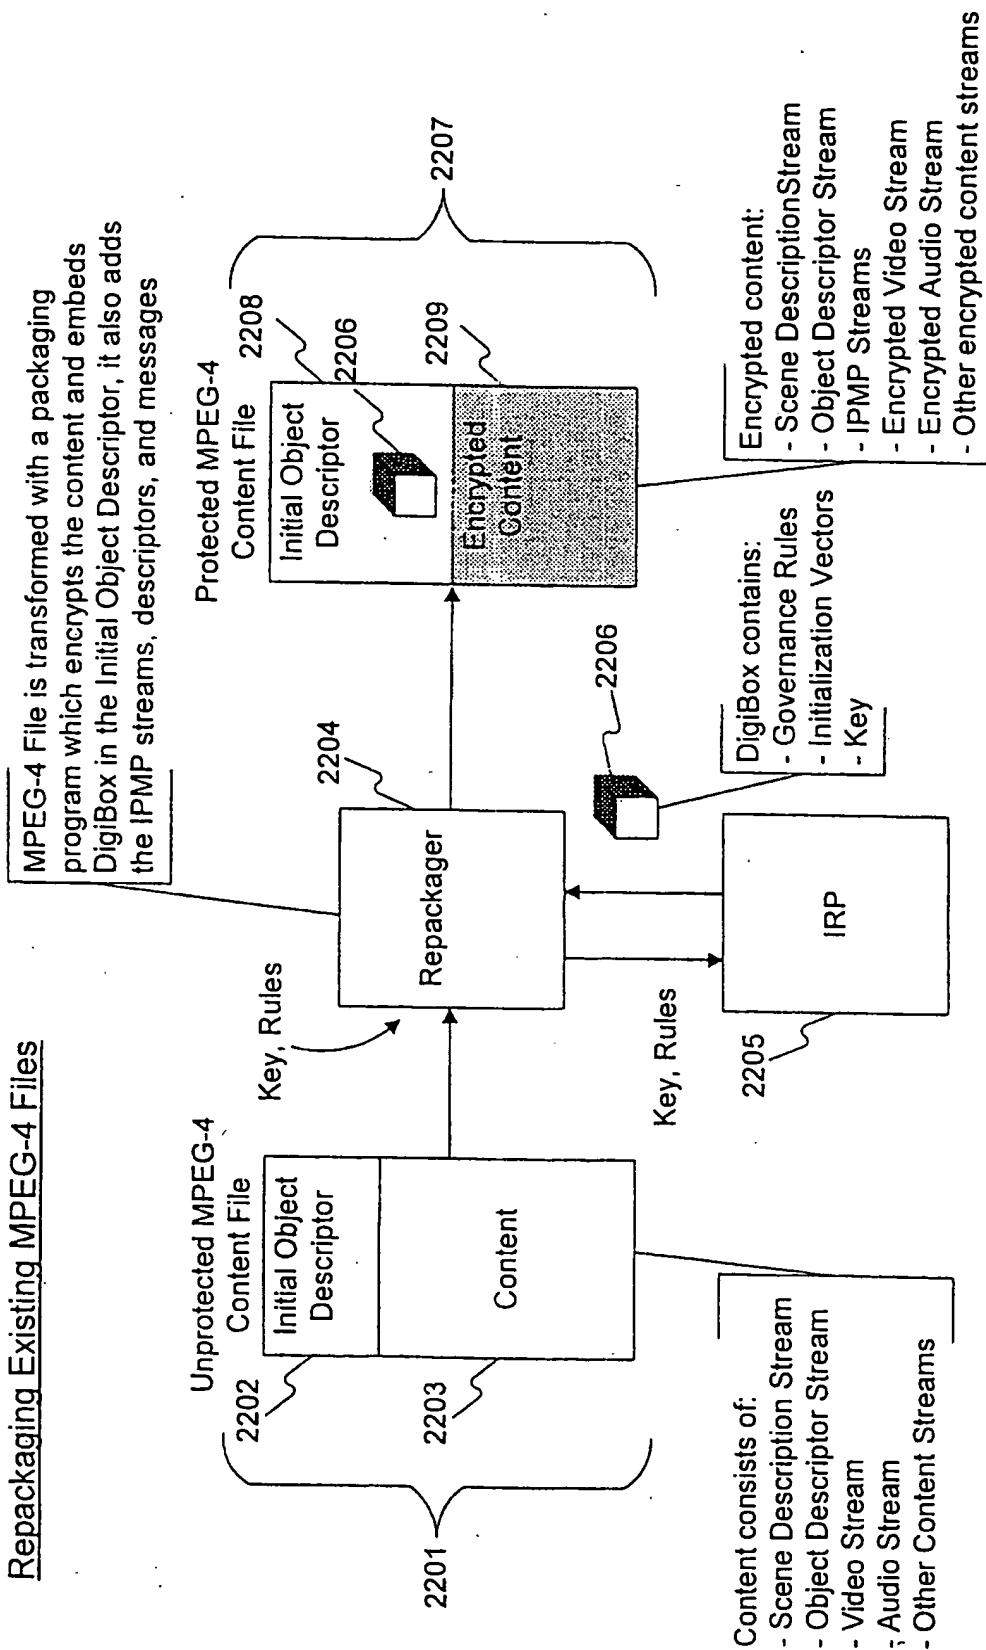 Repackaging Existing MPEG-4 Files
MPEG-4 File is transformed with a packaging
program which encrypts the content and embeds
DigiBox in the Initial Object Descriptor, it also adds
the IPMP streams, descriptors, and messages
Unprotected MPEG-4
Content File
Initial Object
Descriptor
Content
2201
2202
2203
Key, Rules
Repackager
2204
Key, Rules
IRP
2205
2206
Protected MPEG-4
Content File
Initial Object
Descriptor
Encrypted
Content
2208
2206
2209
2207
Content consists of:
- Scene Description Stream
- Object Descriptor Stream
- Video Stream
- Audio Stream
- Other Content Streams
DigiBox contains:
- Governance Rules
- Initialization Vectors
- Key
Encrypted content:
- Scene DescriptionStream
- Object Descriptor Stream
- IPMP Streams
- Encrypted Video Stream
- Encrypted Audio Stream
- Other encrypted content streams